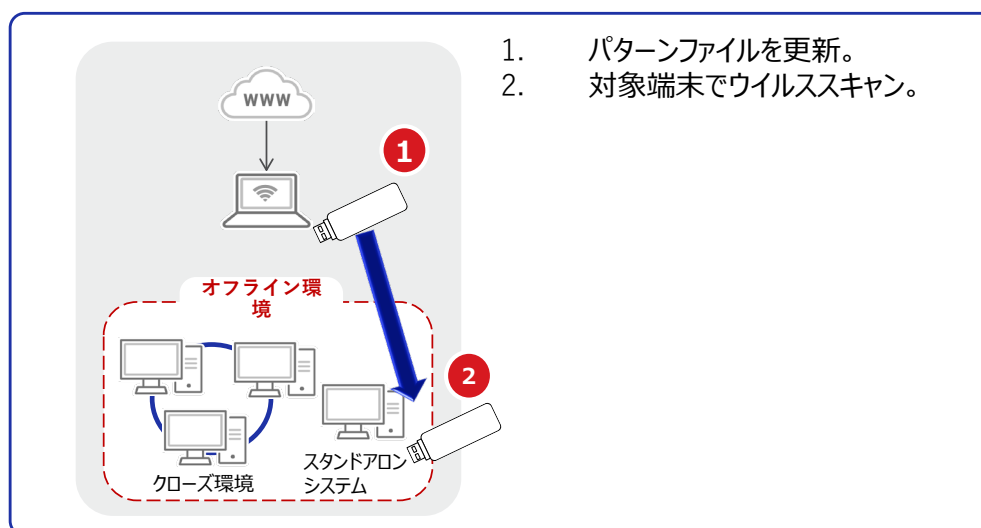 1. パターンファイルを更新。
2. 対象端末でウイルススキャン。
WWW
1
オフライン環
境
2
クローズ環境
スタンドアロン
システム